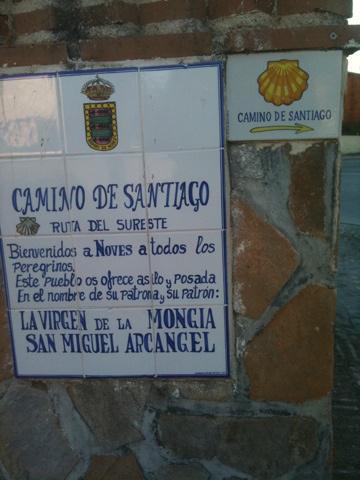 CAMINO DE SANTIAGO
RUTA DEL SURESTE
Bienvenidos a NOVES a todos los
Peregrinos.
Este Pueblo os ofrece asilo y posada
En el nombre de su patrona y su patrón:
LA VIRGEN DE LA MONGIA
SAN MIGUEL ARCANGEL
CAMINO DE SANTIAGO